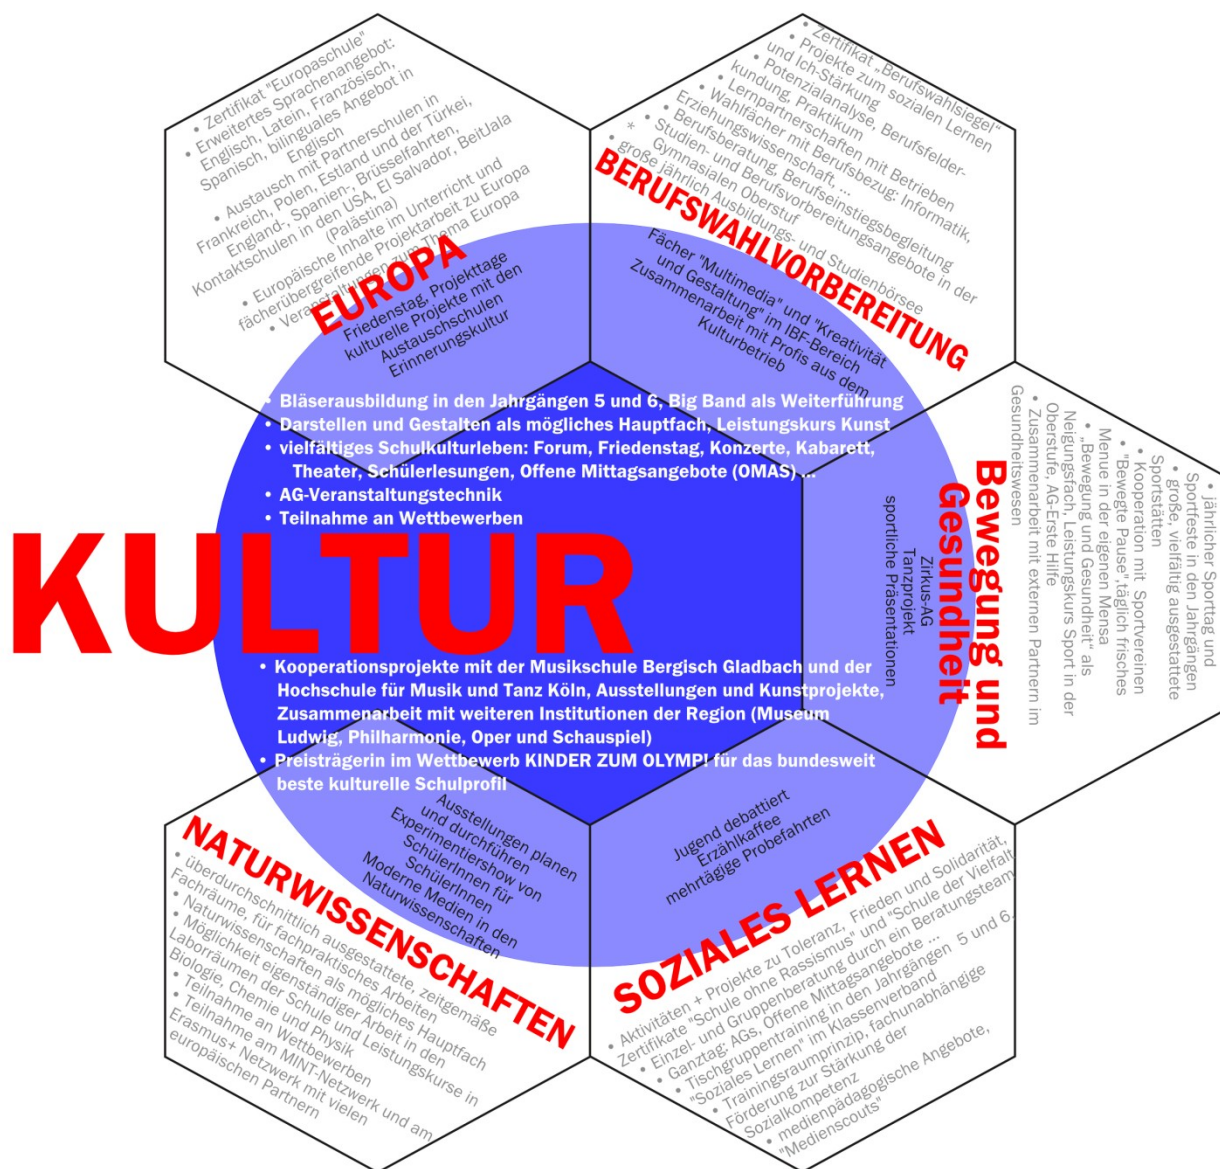 • Zertifikat "Europaschule"
• Erweitertes Sprachenangebot:
Englisch, Latein, Französisch,
Spanisch, bilinguales Angebot in
Englisch
• Austausch mit Partnerschulen in
Frankreich, Polen, Estland und der Türkei,
England-, Spanien-, Brüsselfahrten,
Kontaktschulen in den USA, El Salvador, BeitJala
(Palästina)
• Europäische Inhalte im Unterricht und
fächerübergreifende Projektarbeit zu Europa
• Veranstaltungen zum Thema Europa
EUROPA
Friedenstag, Projekttage
kulturelle Projekte mit den
Austauschschulen
Erinnerungskultur
• Zertifikat „Berufswahlsiegel“
• Projekte zum sozialen Lernen
und Ich-Stärkung
• Potenzialanalyse, Berufsfelder-
kundung, Praktikum
• Lernpartnerschaften mit Betrieben
• Wahlfächer mit Berufsbezug: Informatik,
Erziehungswissenschaft, ...
• Berufsberatung, Berufseinstiegsbegleitung
• Studien- und Berufsvorbereitungsangebote in der
* Gymnasialen Oberstuf
• große jährlich Ausbildungs- und Studienbörsee
BERUFSWAHLVORBEREITUNG
Fächer "Multimedia" und "Kreativität
und Gestaltung" im IBF-Bereich
Zusammenarbeit mit Profis aus dem
Kulturbetrieb
• Bläserausbildung in den Jahrgängen 5 und 6, Big Band als Weiterführung
• Darstellen und Gestalten als mögliches Hauptfach, Leistungskurs Kunst
• vielfältiges Schulkulturleben: Forum, Friedenstag, Konzerte, Kabarett,
Theater, Schülerlesungen, Offene Mittagsangebote (OMAS) ...
• AG-Veranstaltungstechnik
• Teilnahme an Wettbewerben
KULTUR
• Kooperationsprojekte mit der Musikschule Bergisch Gladbach und der
Hochschule für Musik und Tanz Köln, Ausstellungen und Kunstprojekte,
Zusammenarbeit mit weiteren Institutionen der Region (Museum
Ludwig, Philharmonie, Oper und Schauspiel)
• Preisträgerin im Wettbewerb KINDER ZUM OLYMP! für das bundesweit
beste kulturelle Schulprofil
• jährlicher Sporttag und
Sportfeste in den Jahrgängen
• große, vielfältig ausgestattete
Sportstätten
• Kooperation mit Sportvereinen
• "Bewegte Pause",täglich frisches
Menue in der eigenen Mensa
• „Bewegung und Gesundheit“ als
Neigungsfach, Leistungskurs Sport in der
Oberstufe, AG-Erste Hilfe
• Zusammenarbeit mit externen Partnern im
Gesundheitswesen
Bewegung und
Gesundheit
Zirkus-AG
Tanzprojekt
sportliche Präsentationen
Ausstellungen planen
und durchführen
Experimentiershow von
SchülerInnen für
SchülerInnen
Moderne Medien in den
Naturwissenschaften
NATURWISSENSCHAFTEN
• überdurchschnittlich ausgestattete, zeitgemäße
Fachräume, für fachpraktisches Arbeiten
• Naturwissenschaften als mögliches Hauptfach
• Möglichkeit eigenständiger Arbeit in den
Laborräumen der Schule und Leistungskurse in
Biologie, Chemie und Physik
• Teilnahme an Wettbewerben
• Teilnahme am MINT-Netzwerk und am
Erasmus+ Netzwerk mit vielen
europäischen Partnern
Jugend debattiert
Erzählkaffee
mehrtägige Probefahrten
SOZIALES LERNEN
• Aktivitäten + Projekte zu Toleranz, Frieden und Solidarität,
Zertifikate "Schule ohne Rassismus" und "Schule der Vielfalt
• Einzel- und Gruppenberatung durch ein Beratungsteam
• Ganztag: AGs, Offene Mittagsangebote ...
• Tischgruppentraining in den Jahrgängen 5 und 6,
"Soziales Lernen" im Klassenverband
• Trainingsraumprinzip, fachunabhängige
Förderung zur Stärkung der
Sozialkompetenz
• medienpädagogische Angebote,
"Medienscouts"